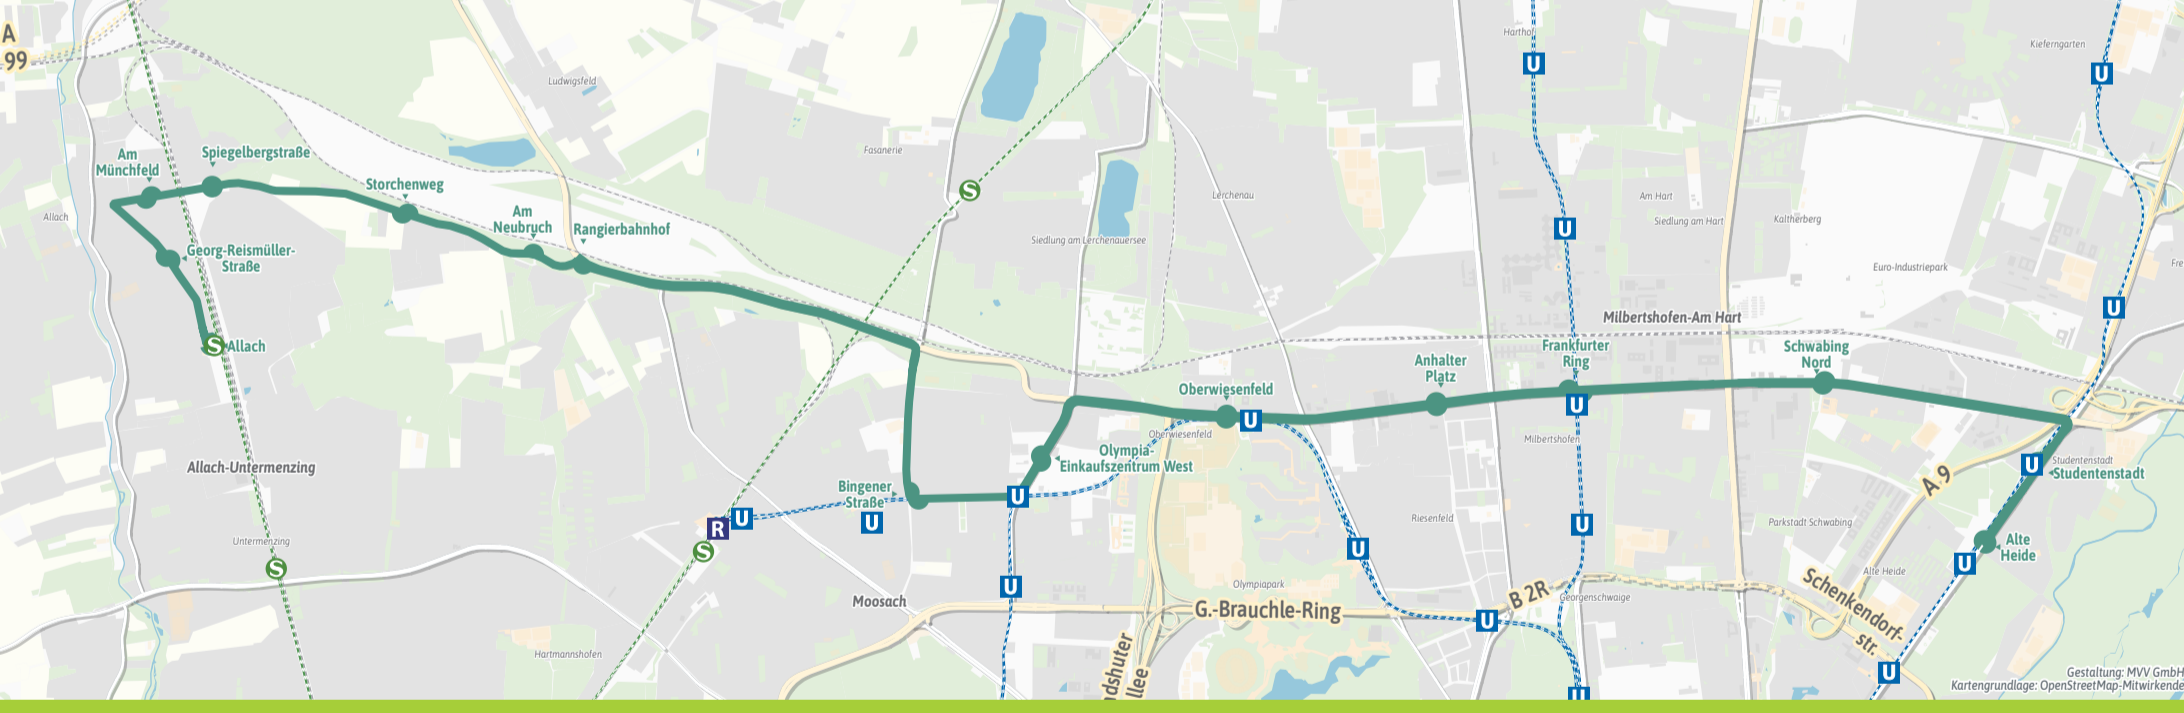 A
99
Harthof
Kieferngarten
Ludwigsfeld
Am
Münchfeld
Spiegelbergstraße
Fasanerie
Storchenweg
Lerchenau
Am Hart
Allach
Am
Neubruch
Rangierbahnhof
Siedlung am Hart
Kaltherberg
S
U
Siedlung am Lerchenauersee
Georg-Reismüller-
Straße
Euro-Industriepark
Fre
Milbertshofen-Am Hart
S
Allach
Frankfurter
Ring
Schwabing
Nord
Anhalter
Platz
Oberwiesenfeld
U
Oberwiesenfeld
Milbertshofen
Allach-Untermenzing
Olympia-
Einkaufszentrum West
Studentenstadt
Studentenstadt
A 9
Bingener
Straße
R
U
U
U
Riesenfeld
Parkstadt Schwabing
Untermenzing
S
S
Alte
Heide
U
Alte Heide
Olympiapark
Moosach
G.-Brauchle-Ring
B 2R
Georgenschwaige
Schenkendorf-
str.
Hartmannshofen
ndshuter
llee
Gestaltung: MVV GmbH
Kartengrundlage: OpenStreetMap-Mitwirkende